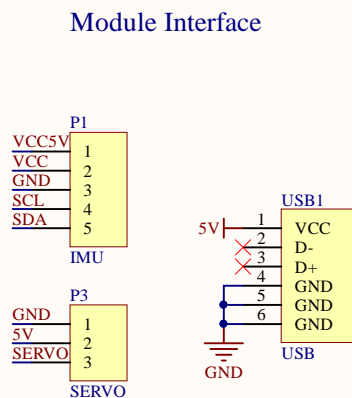 Module Interface
P1
VCC5V 1
VCC 2
GND 3
SCL 4
SDA 5
IMU
P3
GND 1
5V 2
SERVO 3
SERVO
USB1
5V 1 VCC
2 D-
3 D+
4 GND
5 GND
6 GND
USB
GND